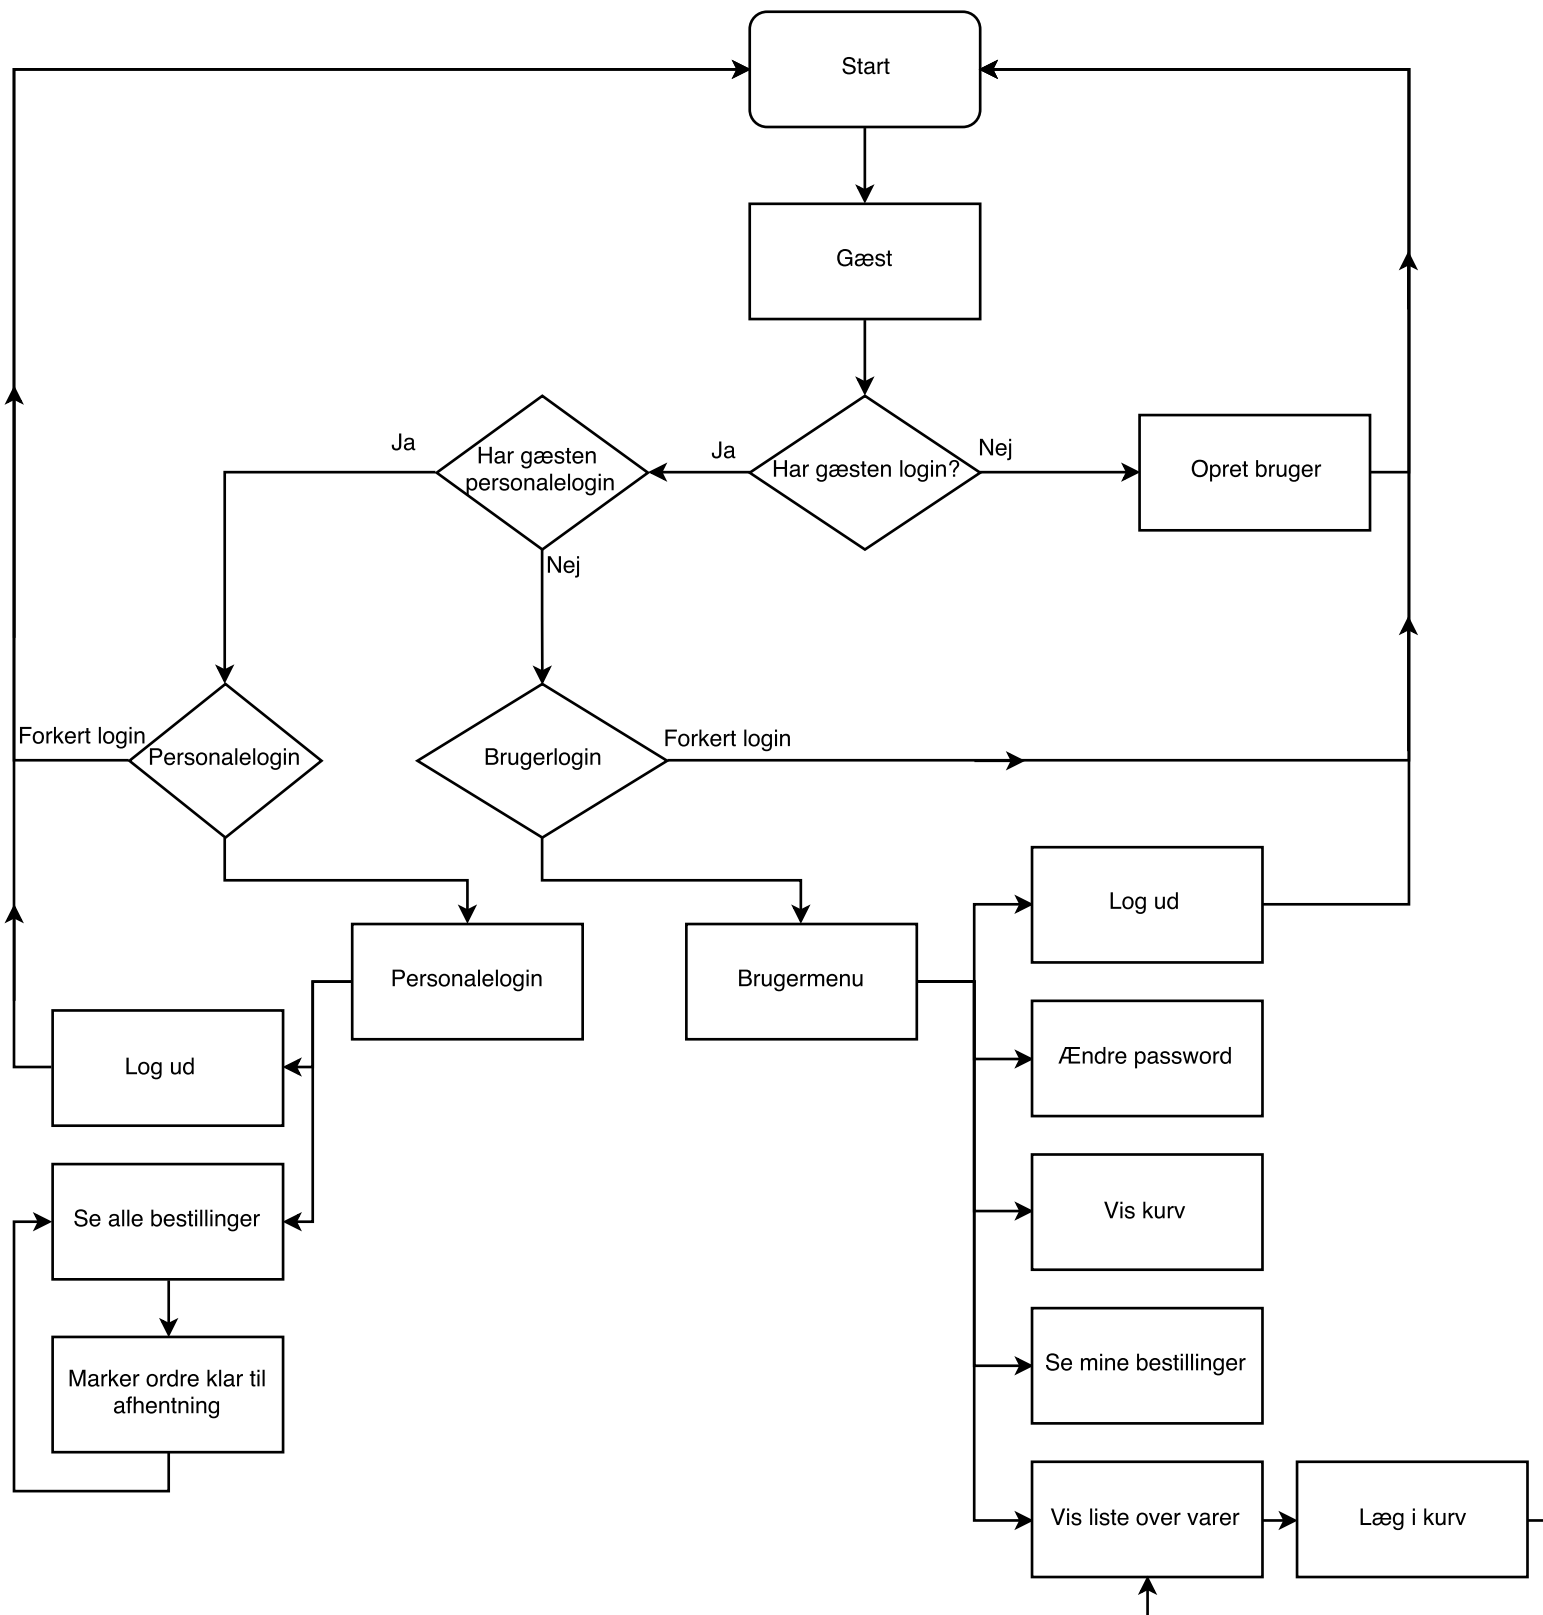 Start
Gæst
Ja
Har gæsten
personalelogin
Ja
Har gæsten login?
Nej
Opret bruger
Nej
Forkert login
Personalelogin
Brugerlogin
Forkert login
Log ud
Personalelogin
Brugermenu
Ændre password
Log ud
Vis kurv
Se alle bestillinger
Se mine bestillinger
Marker ordre klar til
afhentning
Vis liste over varer
Læg i kurv